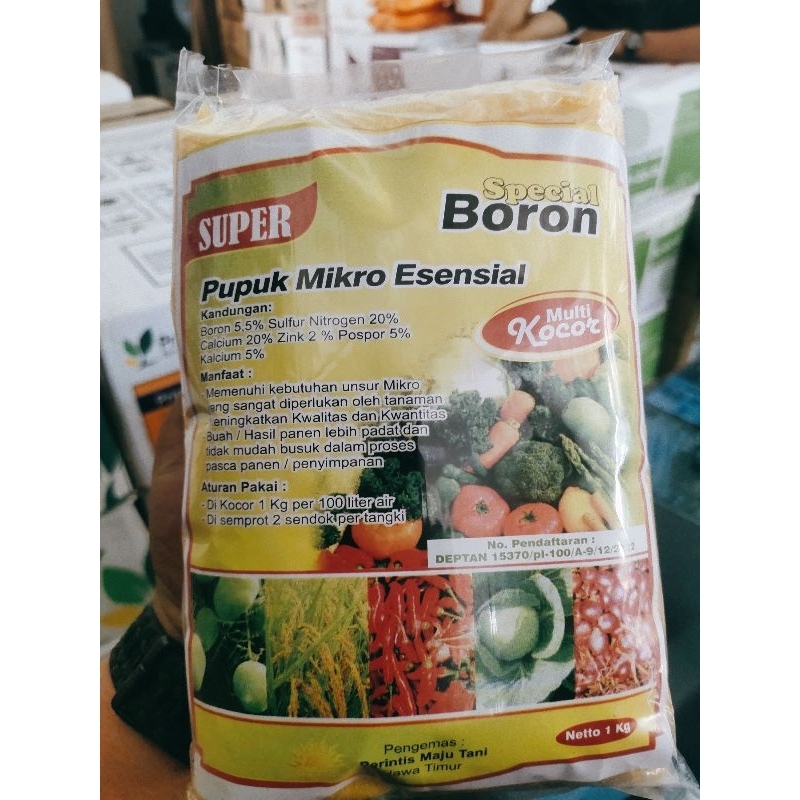 SUPER
Special
Boron
Pupuk Mikro Esensial
Kandungan:
Boron 5,5% Sulfur Nitrogen 20%
Calcium 20% Zink 2 % Pospor 5%
Kalcium 5%
Multi
Kocor
Manfaat :
Memenuhi kebutuhan unsur Mikro
yang sangat diperlukan oleh tanaman
Meningkatkan Kwalitas dan Kwantitas
Buah / Hasil panen lebih padat dan
tidak mudah busuk dalam proses
pasca panen / penyimpanan
Aturan Pakai :
- Di Kocor 1 Kg per 100 liter air
- Di semprot 2 sendok per tangki
No. Pendaftaran :
DEPTAN
Netto 1 Kg
Pengemas :
Perintis Maju Tani
Jawa Timur